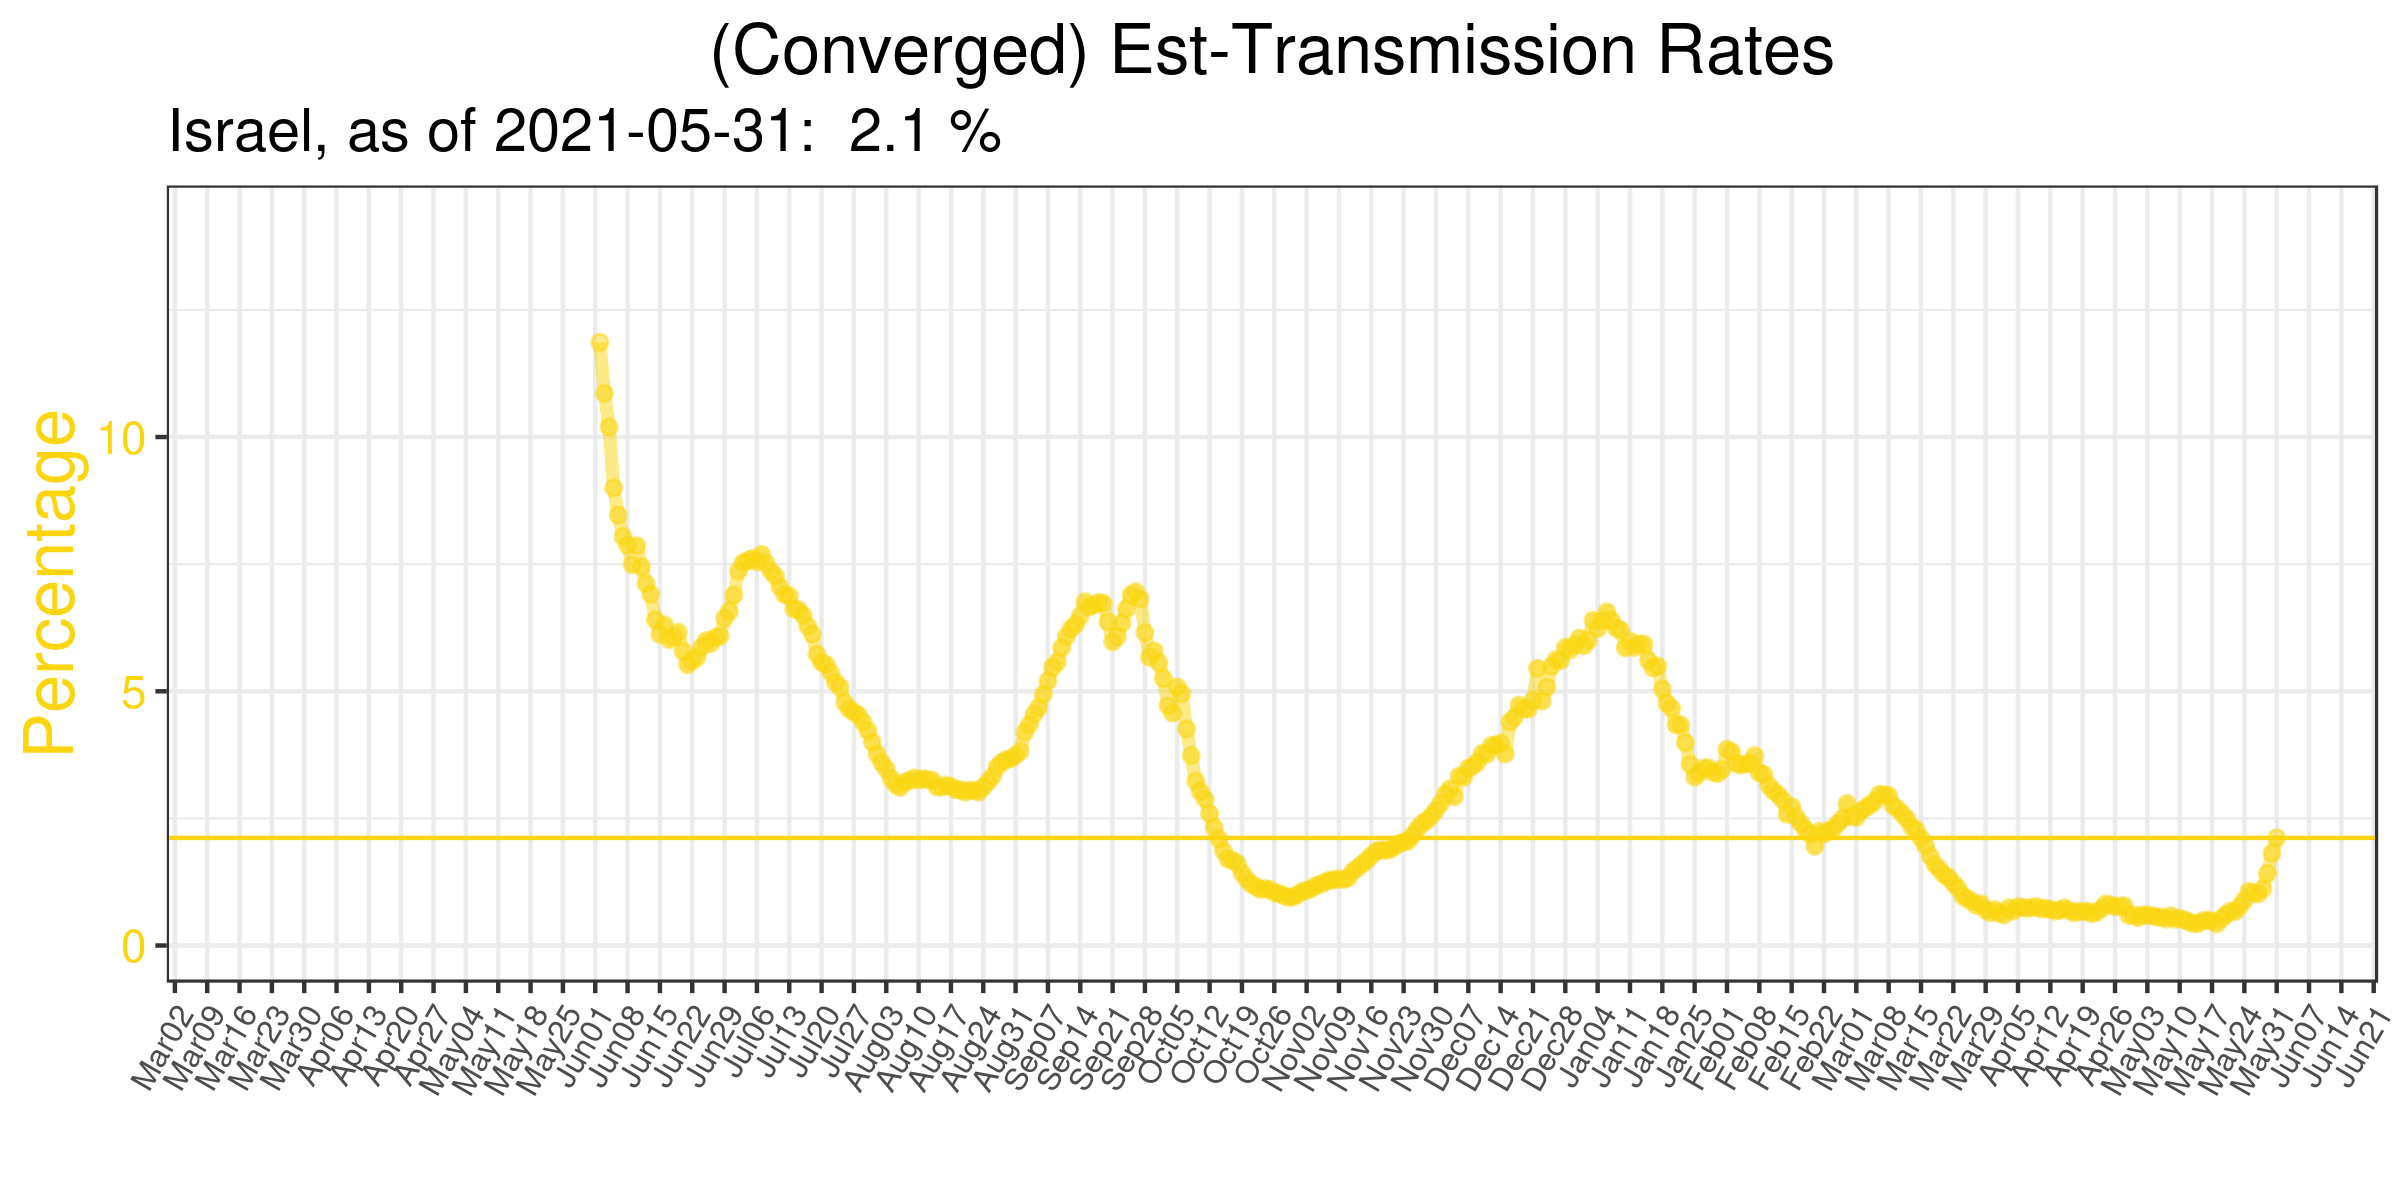 (Converged) Est-Transmission Rates
Israel, as of 2021-05-31:  2.1 %
Percentage
10
5
0
Mar02
Mar09
Mar16
Mar23
Mar30
Apr06
Apr13
Apr20
Apr27
May04
May11
May18
May25
Jun01
Jun08
Jun15
Jun22
Jun29
Jul06
Jul13
Jul20
Jul27
Aug03
Aug10
Aug17
Aug24
Aug31
Sep07
Sep14
Sep21
Sep28
Oct05
Oct12
Oct19
Oct26
Nov02
Nov09
Nov16
Nov23
Nov30
Dec07
Dec14
Dec21
Dec28
Jan04
Jan11
Jan18
Jan25
Feb01
Feb08
Feb15
Feb22
Mar01
Mar08
Mar15
Mar22
Mar29
Apr05
Apr12
Apr19
Apr26
May03
May10
May17
May24
May31
Jun07
Jun14
Jun21